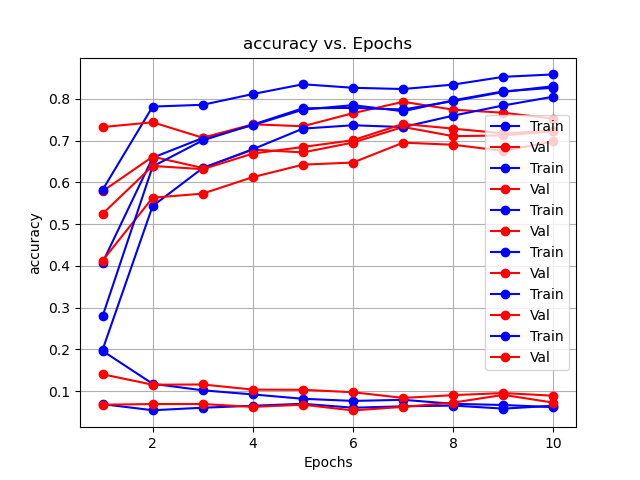 accuracy vs. Epochs
accuracy
0.8
0.7
0.6
0.5
0.4
0.3
0.2
0.1
Train
Val
Train
Val
Train
Val
Train
Val
Train
Val
Train
Val
2
4
6
8
10
Epochs